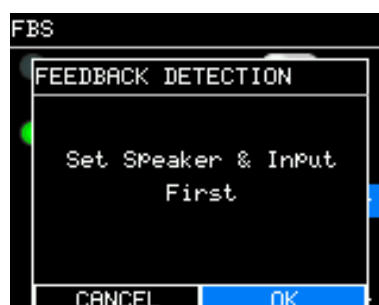 FBS
FEEDBACK DETECTION
Set Speaker & Input
First
CANCEL OK